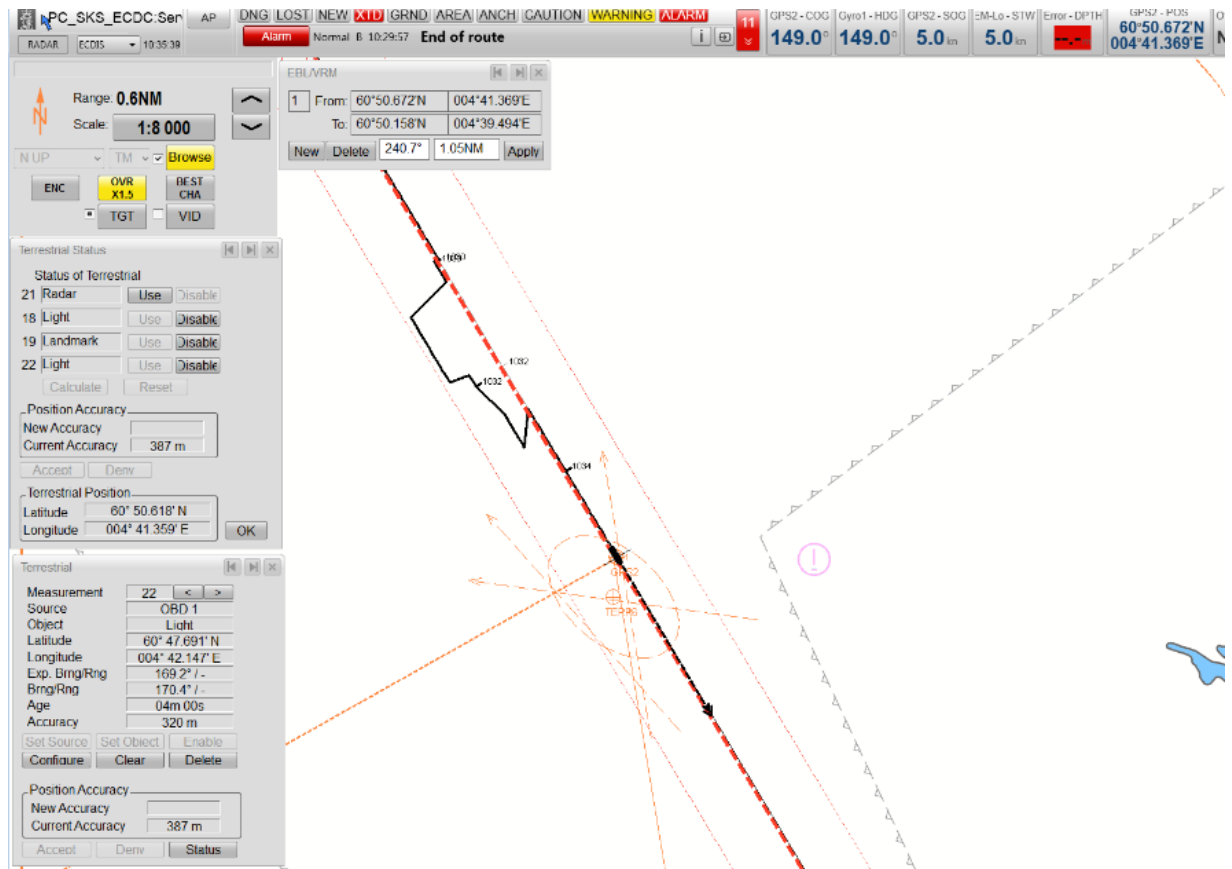 PC_SKS_ECDC:Ser
AP
DNG LOST NEW XTD GRND AREA ANCH CAUTION WARNING ALARM
RADAR ECDIS 10:35:39
Alarm Normal B 10:29:57 End of route
i
11
GPS2 - COG Gyro1 - HDG GPS2 - SOG EM-Lo - STW Error - DPTH GPS2 - POS
149.0° 149.0° 5.0 kn 5.0 kn --.- 60°50.672'N
004°41.369'E
N
Range: 0.6NM
Scale: 1:8 000
N UP TM Browse
ENC OVR X1.5 BEST CHA
TGT VID
EBL/VRM
1 From: 60°50.672'N 004°41.369'E
To: 60°50.158'N 004°39.494'E
New Delete 240.7° 1.05NM Apply
Terrestrial Status
Status of Terrestrial
21 Radar Use Disable
18 Light Use Disable
19 Landmark Use Disable
22 Light Use Disable
Calculate Reset
Position Accuracy
New Accuracy
Current Accuracy 387 m
Accept Deny
Terrestrial Position
Latitude 60° 50.618' N
Longitude 004° 41.359' E OK
Terrestrial
Measurement 22 < >
Source OBD 1
Object Light
Latitude 60° 47.691' N
Longitude 004° 42.147' E
Exp. Brng/Rng 169.2° / -
Brng/Rng 170.4° / -
Age 04m 00s
Accuracy 320 m
Set Source Set Object Enable
Configure Clear Delete
Position Accuracy
New Accuracy
Current Accuracy 387 m
Accept Deny Status
1032
1032
1034
GPS2